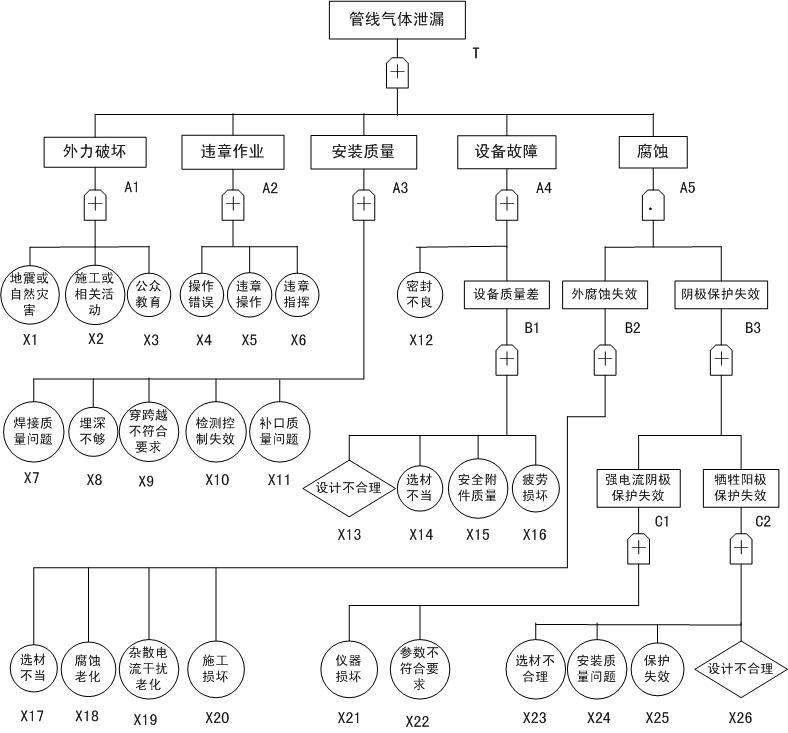 管线气体泄漏
T
外力破坏
违章作业
安装质量
设备故障
腐蚀
A1
A2
A3
A4
A5
地震或
自然灾
害
施工或
相关活
动
公众
教育
操作
错误
违章
操作
违章
指挥
密封
不良
设备质量差
外腐蚀失效
阴极保护失效
X1
X2
X3
X4
X5
X6
X12
B1
B2
B3
焊接质
量问题
埋深
不够
穿跨越
不符合
要求
检测控
制失效
补口质
量问题
X7
X8
X9
X10
X11
设计不合理
选材
不当
安全附
件质量
疲劳
损坏
强电流阴极
保护失效
牺牲阳极
保护失效
X13
X14
X15
X16
C1
C2
选材
不当
腐蚀
老化
杂散电
流干扰
老化
施工
损坏
仪器
损坏
参数不
符合要
求
选材不
合理
安装质
量问题
保护
失效
设计不合理
X17
X18
X19
X20
X21
X22
X23
X24
X25
X26